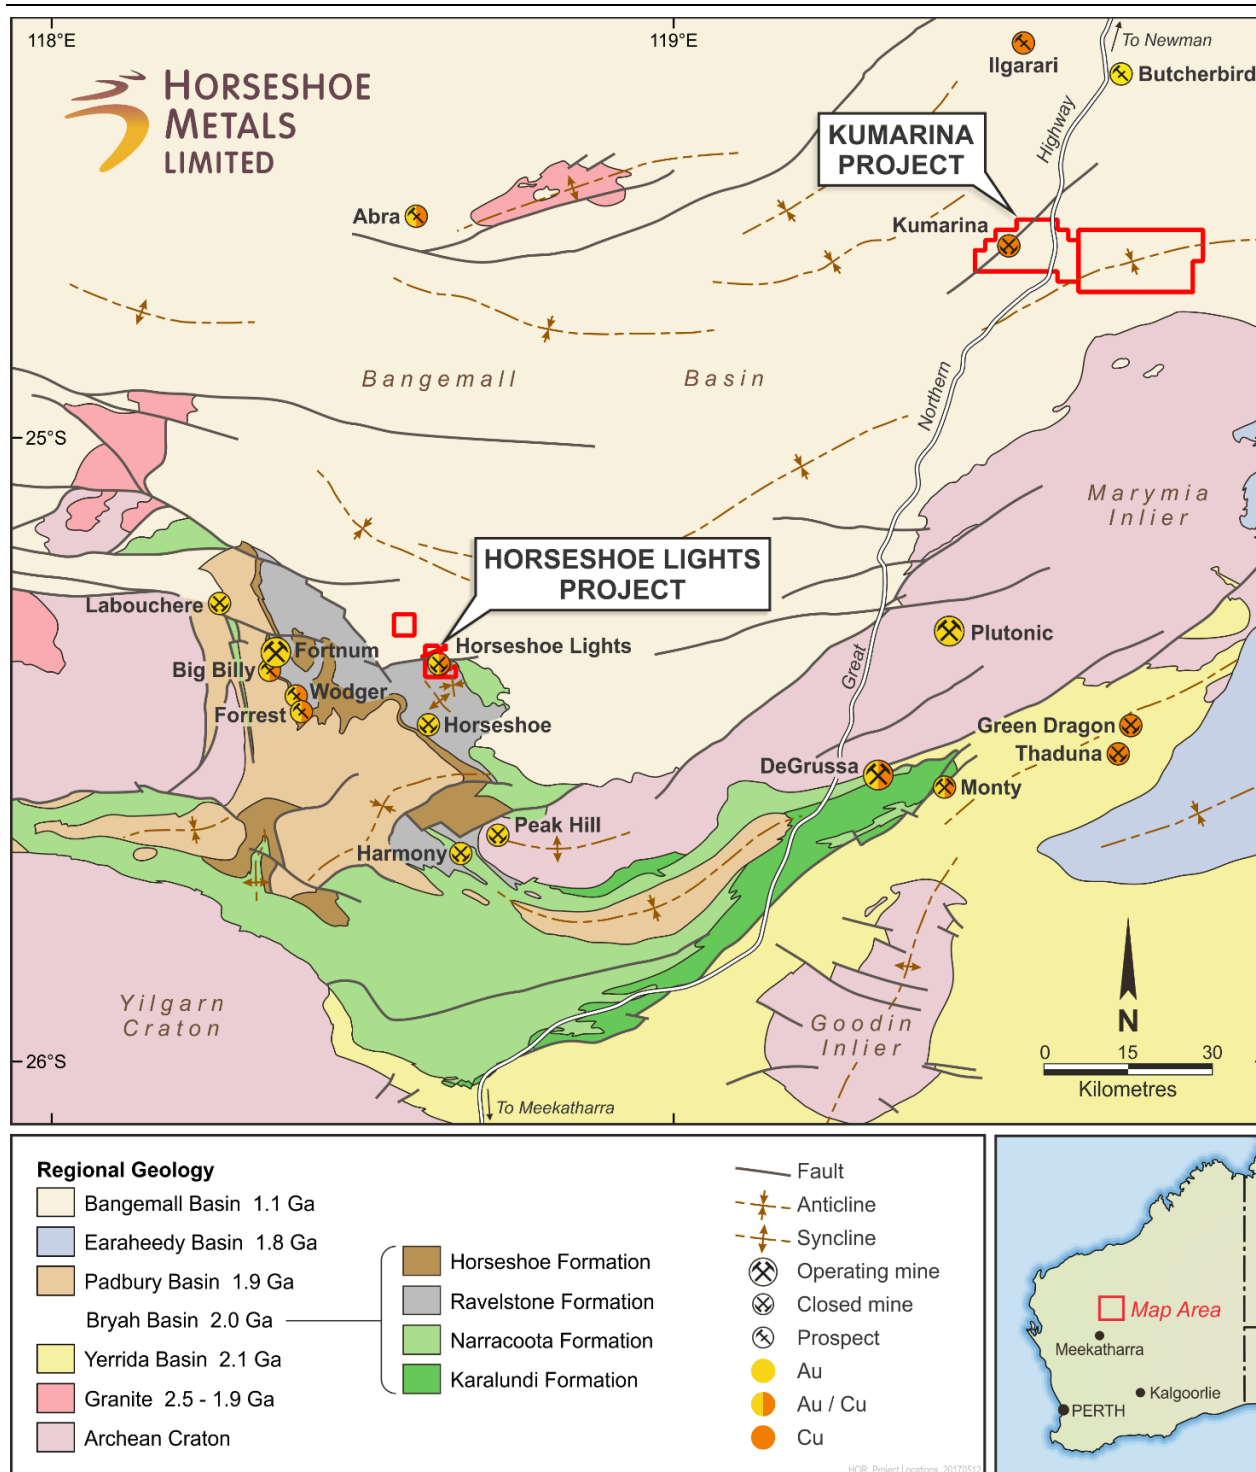 118°E
119°E
To Newman
Ilgarari
Butcherbird
HORSESHOE
METALS
LIMITED
Highway
KUMARINA
PROJECT
Abra
Kumarina
Bangemall Basin
Northern
25°S
Marymia
Inlier
HORSESHOE LIGHTS
PROJECT
Labouchere
Horseshoe Lights
Plutonic
Fortnum
Big Billy
Great
Wodger
Forrest
Horseshoe
Green Dragon
Thaduna
DeGrussa
Monty
Peak Hill
Harmony
Yilgarn
Craton
Goodin
Inlier
N
26°S
0 15 30
Kilometres
To Meekatharra
Regional Geology
Bangemall Basin 1.1 Ga
Earaheedy Basin 1.8 Ga
Padbury Basin 1.9 Ga
Bryah Basin 2.0 Ga
Yerrida Basin 2.1 Ga
Granite 2.5 - 1.9 Ga
Archean Craton
Horseshoe Formation
Ravelstone Formation
Narracoota Formation
Karalundi Formation
Fault
Anticline
Syncline
Operating mine
Closed mine
Prospect
Au
Au / Cu
Cu
HOR_Project Locations_20170512
Map Area
Meekatharra
Kalgoorlie
PERTH